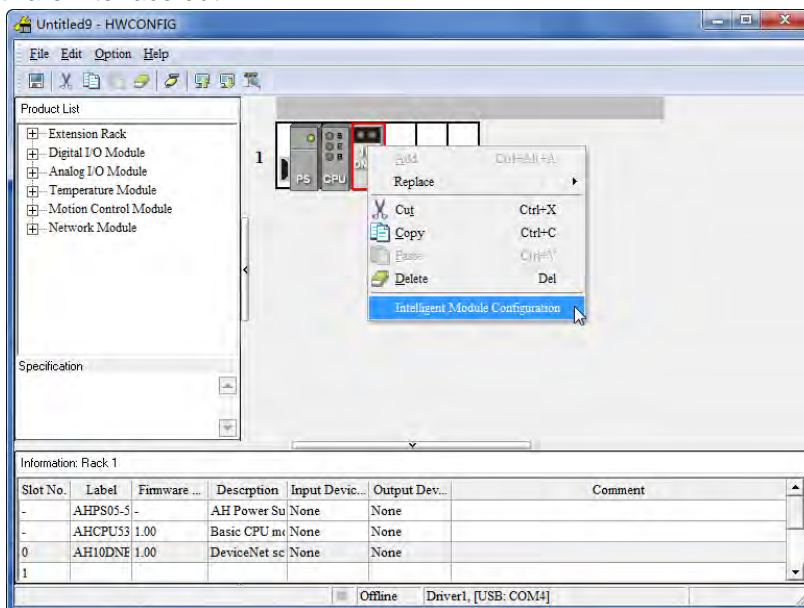 Untitled9 - HWCONFIG
File Edit Option Help
Product List
Extension Rack
Digital I/O Module
Analog I/O Module
Temperature Module
Motion Control Module
Network Module
1
PS CPU
Add Ctrl+Alt+A
Replace
Cut Ctrl+X
Copy Ctrl+C
Paste Ctrl+V
Delete Del
Intelligent Module Configuration
Specification
Information: Rack 1
Slot No. Label Firmware ... Descrption Input Devic... Output Dev... Comment
- AHPS05-5 - AH Power Su None None
- AHCPU53 1.00 Basic CPU mo None None
0 AH10DNE 1.00 DeviceNet sc None None
1
Offline Driver1, [USB: COM4]